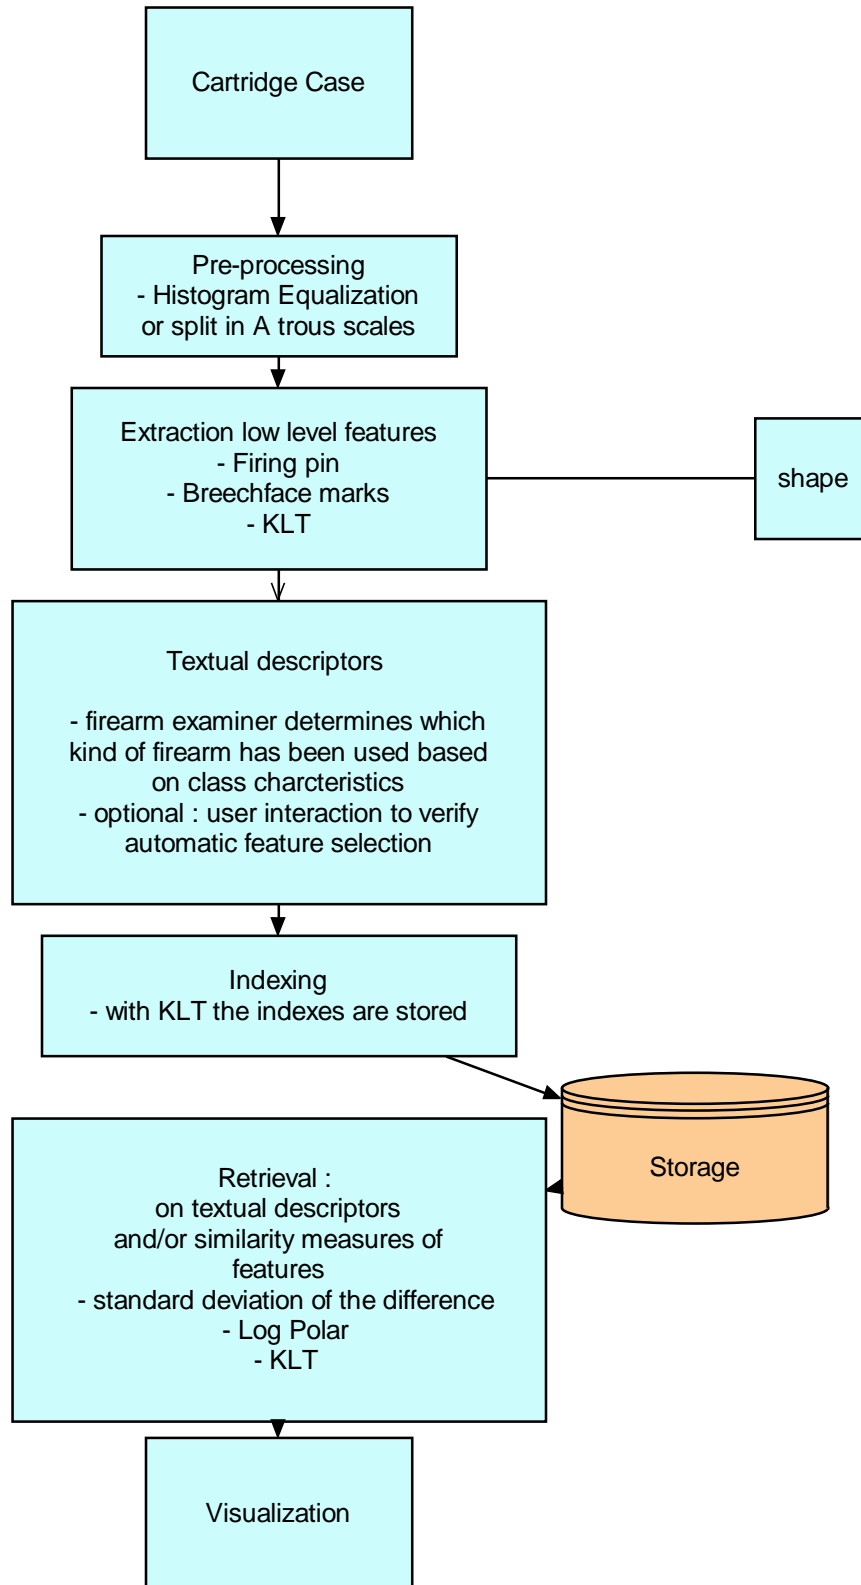 Cartridge Case
Pre-processing
- Histogram Equalization
or split in A trous scales
Extraction low level features
- Firing pin
- Breechface marks
- KLT
shape
Textual descriptors
- firearm examiner determines which
kind of firearm has been used based
on class charcteristics
- optional : user interaction to verify
automatic feature selection
Indexing
- with KLT the indexes are stored
Storage
Retrieval :
on textual descriptors
and/or similarity measures of
features
- standard deviation of the difference
- Log Polar
- KLT
Visualization